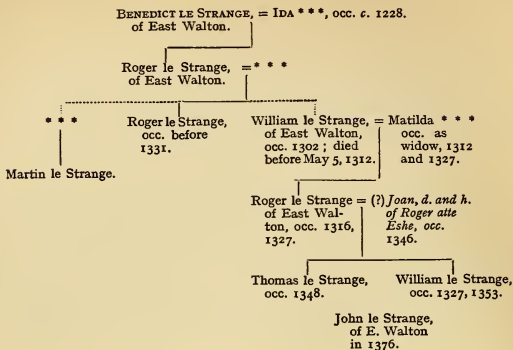 BENEDICT LE STRANGE, = IDA * * *, occ. c. 1228.
of East Walton.
Roger le Strange, = * * *
of East Walton.
* * *
Martin le Strange.
Roger le Strange,
occ. before
1331.
William le Strange,
of East Walton,
occ. 1302 ; died
before May 5, 1312.
= Matilda * * *
occ. as
widow, 1312
and 1327.
Roger le Strange
of East Wal-
ton, occ. 1316,
1327.
= (?) Joan, d. and h.
of Roger atte
Eshe, occ.
1346.
Thomas le Strange,
occ. 1348.
William le Strange,
occ. 1327, 1353.
John le Strange,
of E. Walton
in 1376.